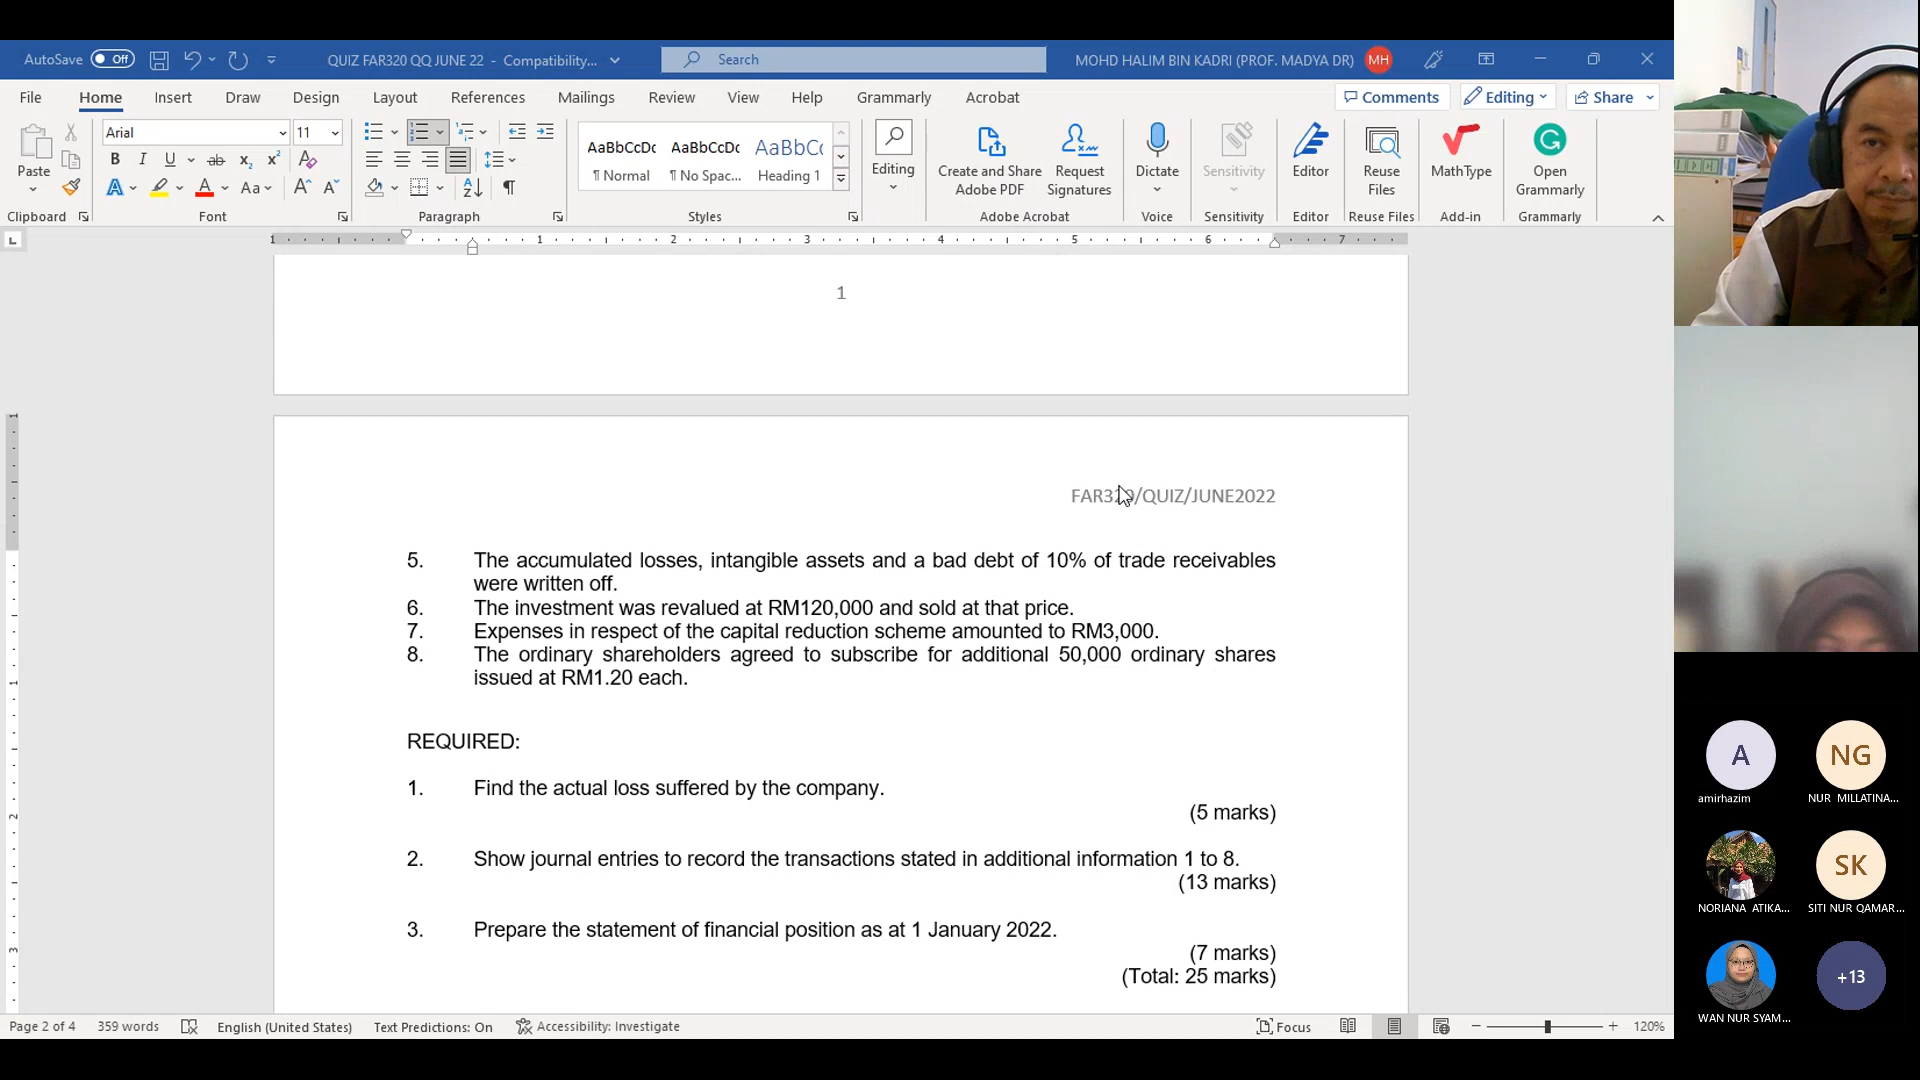 AutoSave Off QUIZ FAR320 QQ JUNE 22 - Compatibility... Search MOHD HALIM BIN KADRI (PROF. MADYA DR) MH
File Home Insert Draw Design Layout References Mailings Review View Help Grammarly Acrobat Comments Editing Share
Arial 11
Paste
AaBbCcDc AaBbCcDc AaBbCc
¶ Normal ¶ No Spac... Heading 1
Editing
Create and Share Adobe PDF
Request Signatures
Dictate
Sensitivity
Editor
Reuse Files
MathType
Open Grammarly
Clipboard Font Paragraph Styles Adobe Acrobat Voice Sensitivity Editor Reuse Files Add-in Grammarly
1 1 2 3 4 5 6 7
1
FAR320/QUIZ/JUNE2022
5. The accumulated losses, intangible assets and a bad debt of 10% of trade receivables
were written off.
6. The investment was revalued at RM120,000 and sold at that price.
7. Expenses in respect of the capital reduction scheme amounted to RM3,000.
8. The ordinary shareholders agreed to subscribe for additional 50,000 ordinary shares
issued at RM1.20 each.
REQUIRED:
1. Find the actual loss suffered by the company.
(5 marks)
2. Show journal entries to record the transactions stated in additional information 1 to 8.
(13 marks)
3. Prepare the statement of financial position as at 1 January 2022.
(7 marks)
(Total: 25 marks)
Page 2 of 4 359 words English (United States) Text Predictions: On Accessibility: Investigate Focus 120%
A
amirhazim
NG
NUR MILLATINA...
NORIANA ATIKA...
SK
SITI NUR QAMAR...
WAN NUR SYAM...
+13